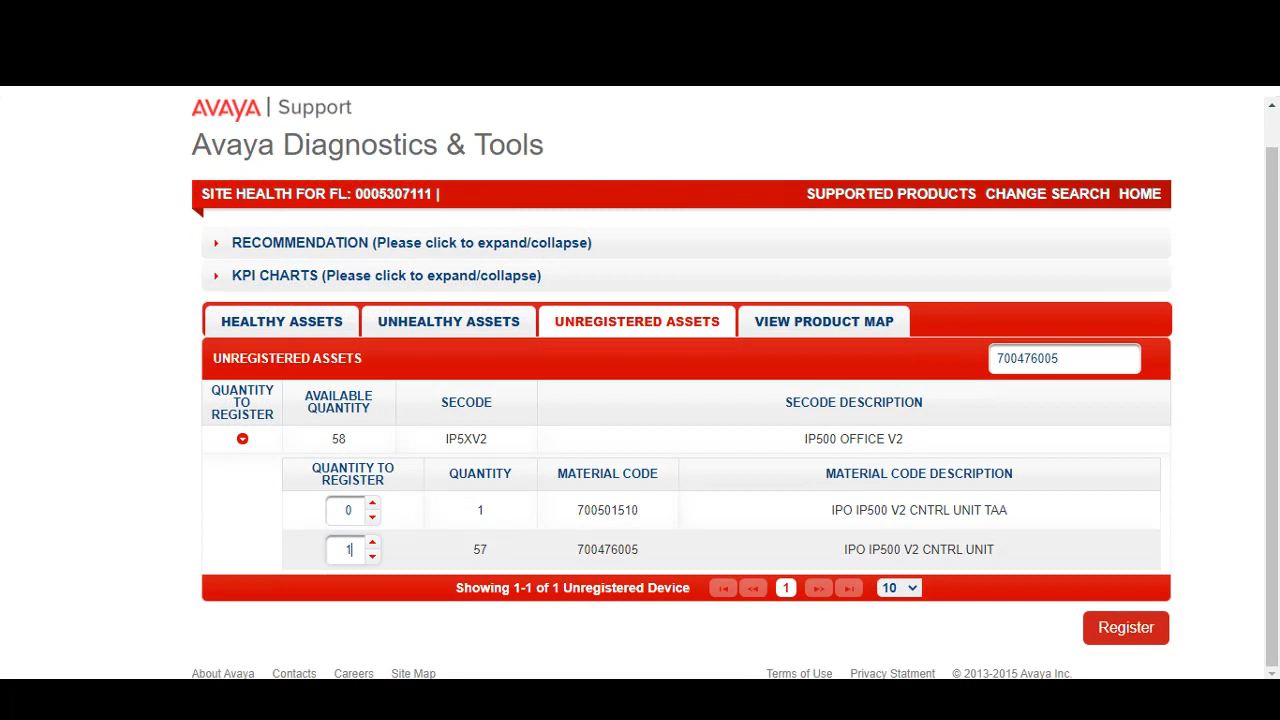 AVAYA | Support
Avaya Diagnostics & Tools
SITE HEALTH FOR FL: 0005307111 |
SUPPORTED PRODUCTS CHANGE SEARCH HOME
RECOMMENDATION (Please click to expand/collapse)
KPI CHARTS (Please click to expand/collapse)
HEALTHY ASSETS UNHEALTHY ASSETS UNREGISTERED ASSETS VIEW PRODUCT MAP
UNREGISTERED ASSETS 700476005
QUANTITY TO REGISTER AVAILABLE QUANTITY SECODE SECODE DESCRIPTION
58 IP5XV2 IP500 OFFICE V2
QUANTITY TO REGISTER QUANTITY MATERIAL CODE MATERIAL CODE DESCRIPTION
0 1 700501510 IPO IP500 V2 CNTRL UNIT TAA
1 57 700476005 IPO IP500 V2 CNTRL UNIT
Showing 1-1 of 1 Unregistered Device 1 10
Register
About Avaya Contacts Careers Site Map Terms of Use Privacy Statment © 2013-2015 Avaya Inc.